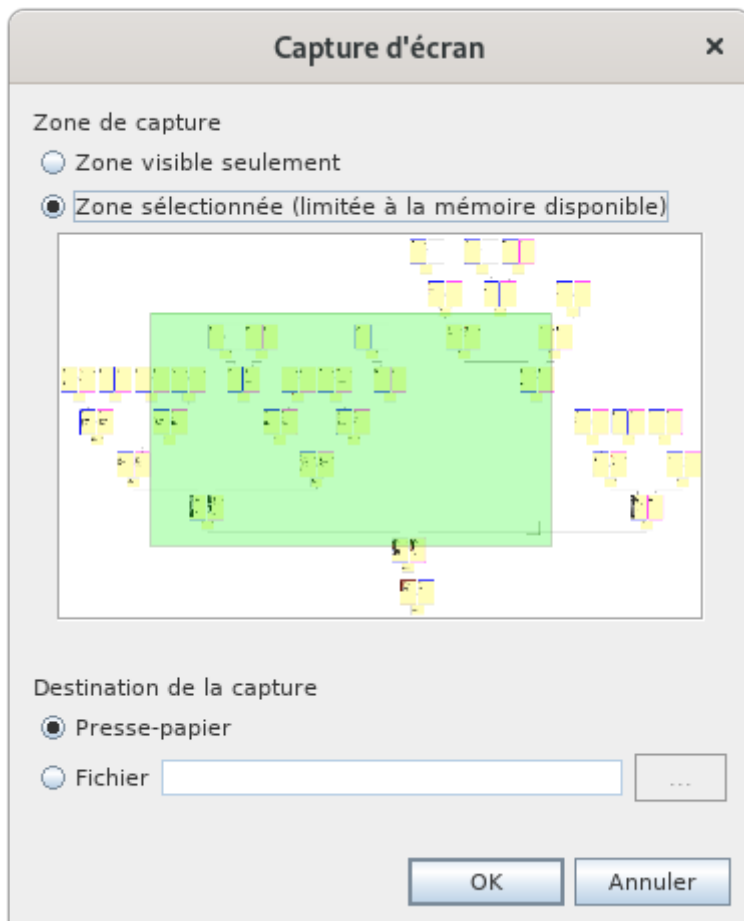 Capture d'écran
Zone de capture
Zone visible seulement
Zone sélectionnée (limitée à la mémoire disponible)
Destination de la capture
Presse-papier
Fichier
...
OK
Annuler